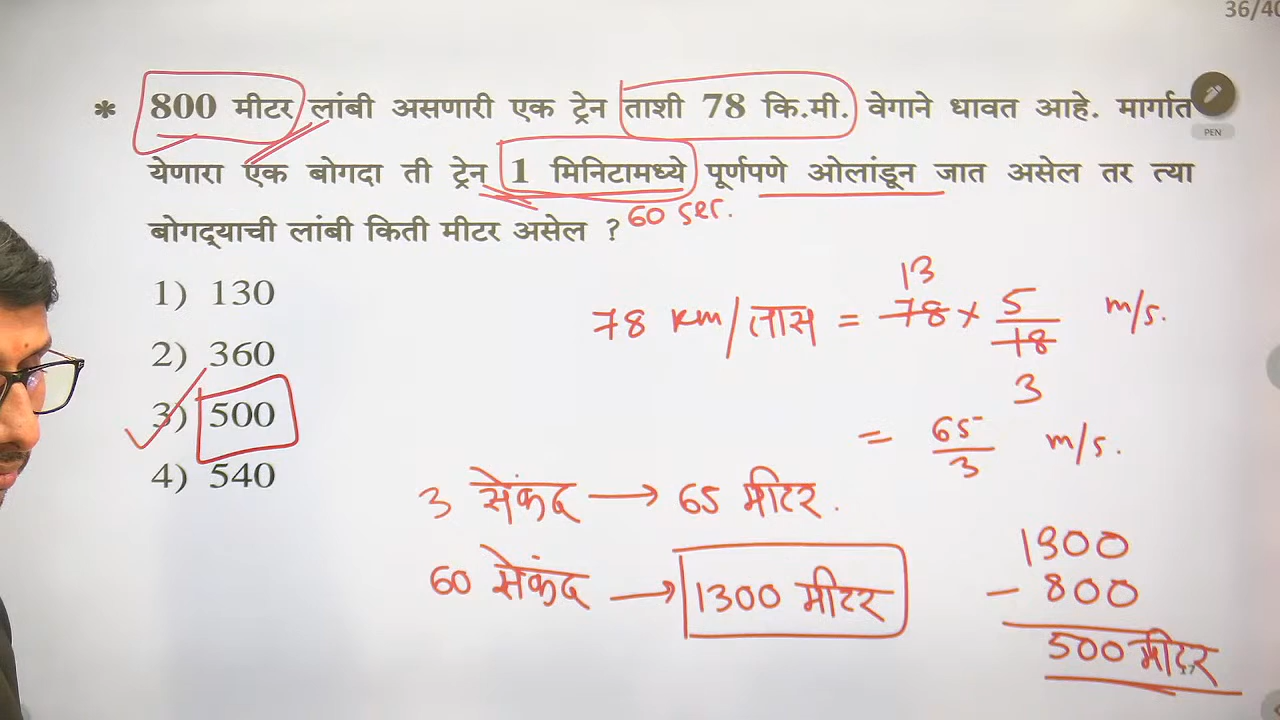 36/40
* 800 मीटर लांबी असणारी एक ट्रेन ताशी 78 कि.मी. वेगाने धावत आहे. मार्गात
PEN
येणारा एक बोगदा ती ट्रेन 1 मिनिटामध्ये पूर्णपणे ओलांडून जात असेल तर त्या
60 sec.
बोगद्याची लांबी किती मीटर असेल ?
1) 130
2) 360
3) 500
4) 540
13
78 km/तास = 78 × 5/18 m/s.
3
= 65/3 m/s.
3 सेकंद → 65 मीटर.
60 सेकंद → 1300 मीटर
1300
– 800
500 मीटर